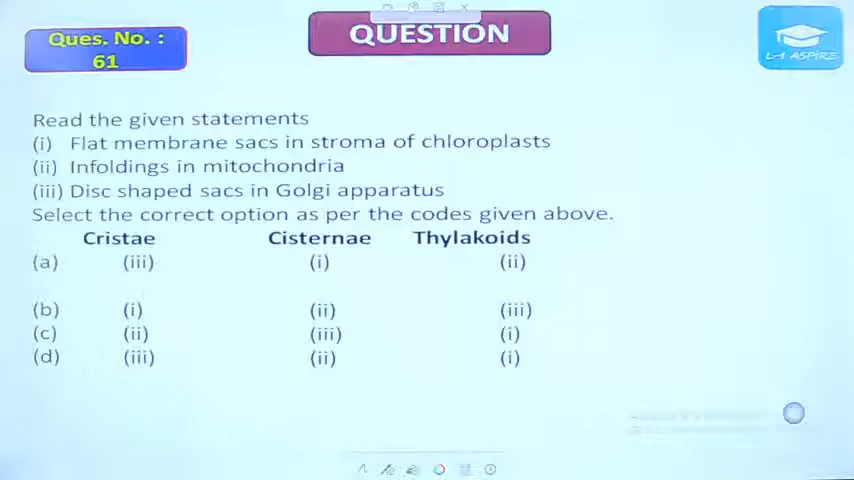 Ques. No. :
61
QUESTION
LA ASPIRE
Read the given statements
(i) Flat membrane sacs in stroma of chloroplasts
(ii) Infoldings in mitochondria
(iii) Disc shaped sacs in Golgi apparatus
Select the correct option as per the codes given above.
Cristae Cisternae Thylakoids
(a) (iii) (i) (ii)
(b) (i) (ii) (iii)
(c) (ii) (iii) (i)
(d) (iii) (ii) (i)